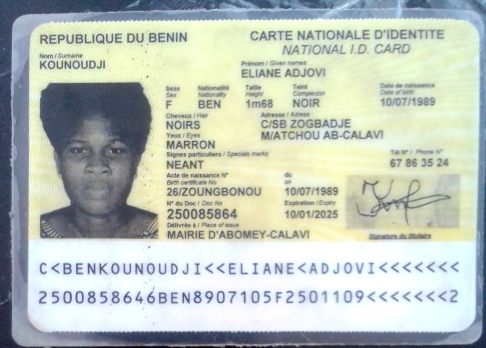 REPUBLIQUE DU BENIN
CARTE NATIONALE D'IDENTITE
NATIONAL I.D. CARD
Nom / Surname
KOUNOUDJI
Prénom / Given names
ELIANE ADJOVI
Sexe Nationalité Taille Teint Date de naissance
Sex Nationality Height Complexion Date of birth
F BEN 1m68 NOIR 10/07/1989
Cheveux / Hair Adresse / Adress
NOIRS C/SB ZOGBADJE
Yeux / Eyes M/ATCHOU AB-CALAVI
MARRON
Signes particuliers / Specials marks Tél N° / Phone N°
NEANT 67 86 35 24
Acte de naissance N° du
Birth certificate No on
26/ZOUNGBONOU 10/07/1989
N° du Doc / Doc No Expiration / Expiry
250085864 10/01/2025
Délivrée à / Place of issue
MAIRIE D'ABOMEY-CALAVI
Signature du titulaire
C<BENKOUNOUDJI<<ELIANE<ADJOVI<<<<<<<
2500858646BEN8907105F2501109<<<<<<<2